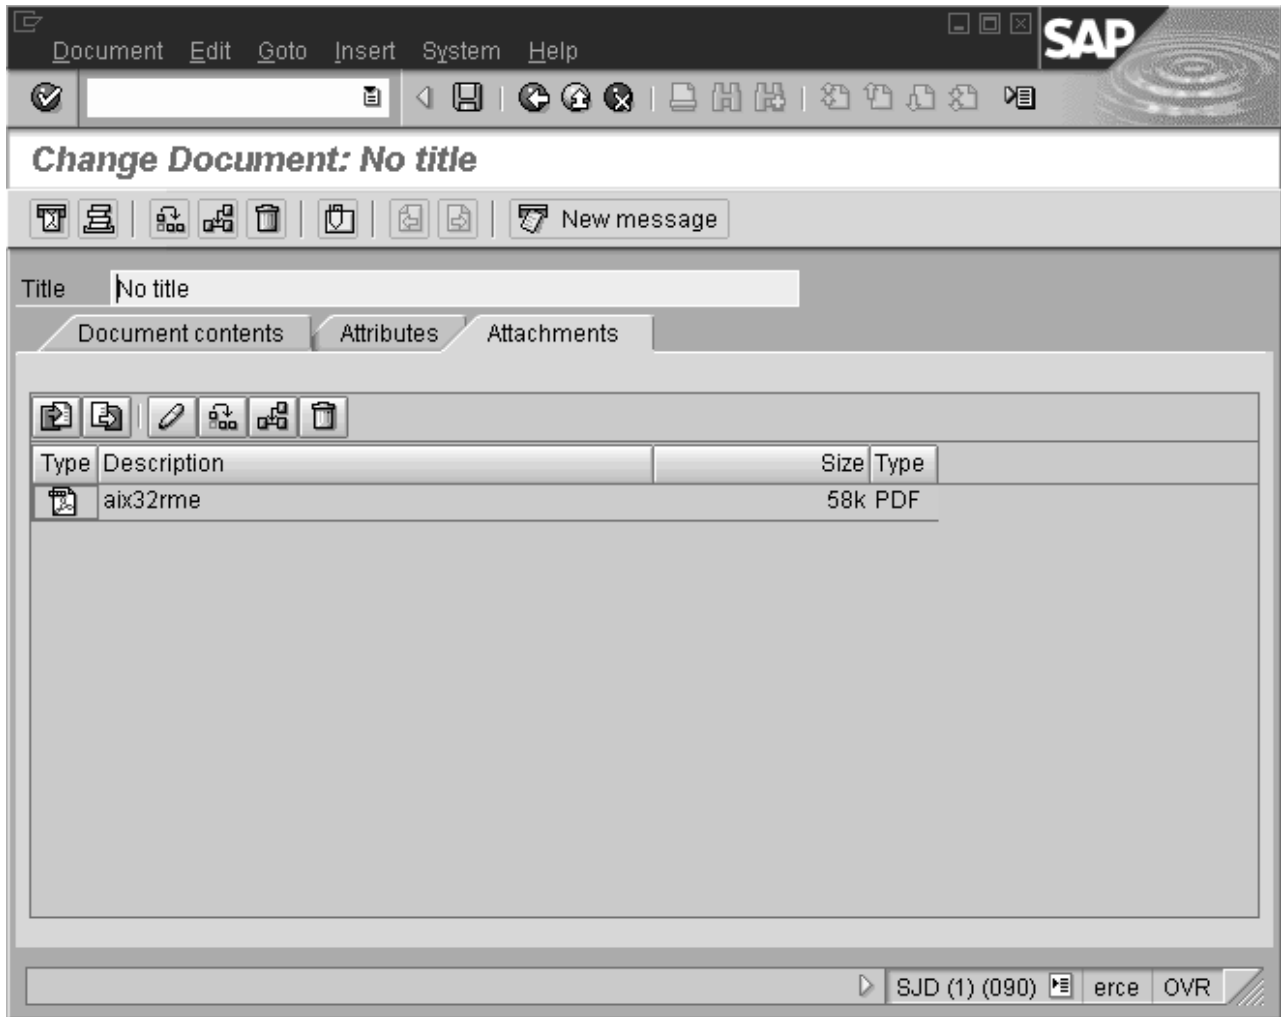 Document Edit Goto Insert System Help
SAP
Change Document: No title
New message
Title No title
Document contents Attributes Attachments
Type Description Size Type
aix32rme 58k PDF
SJD (1) (090) erce OVR